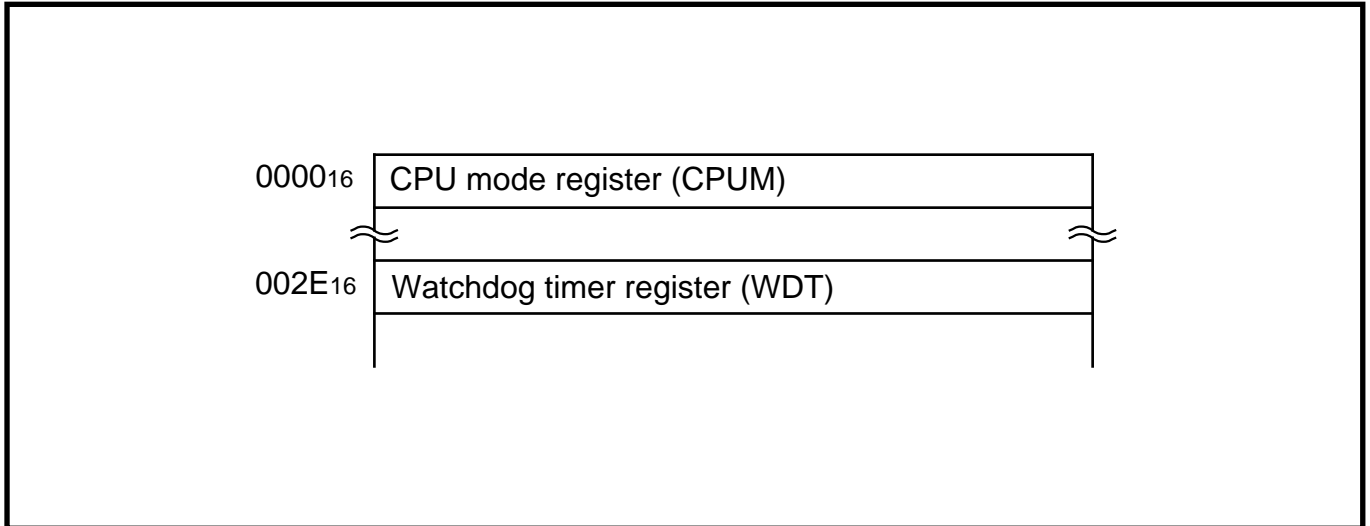 000016 CPU mode register (CPUM)
002E16 Watchdog timer register (WDT)